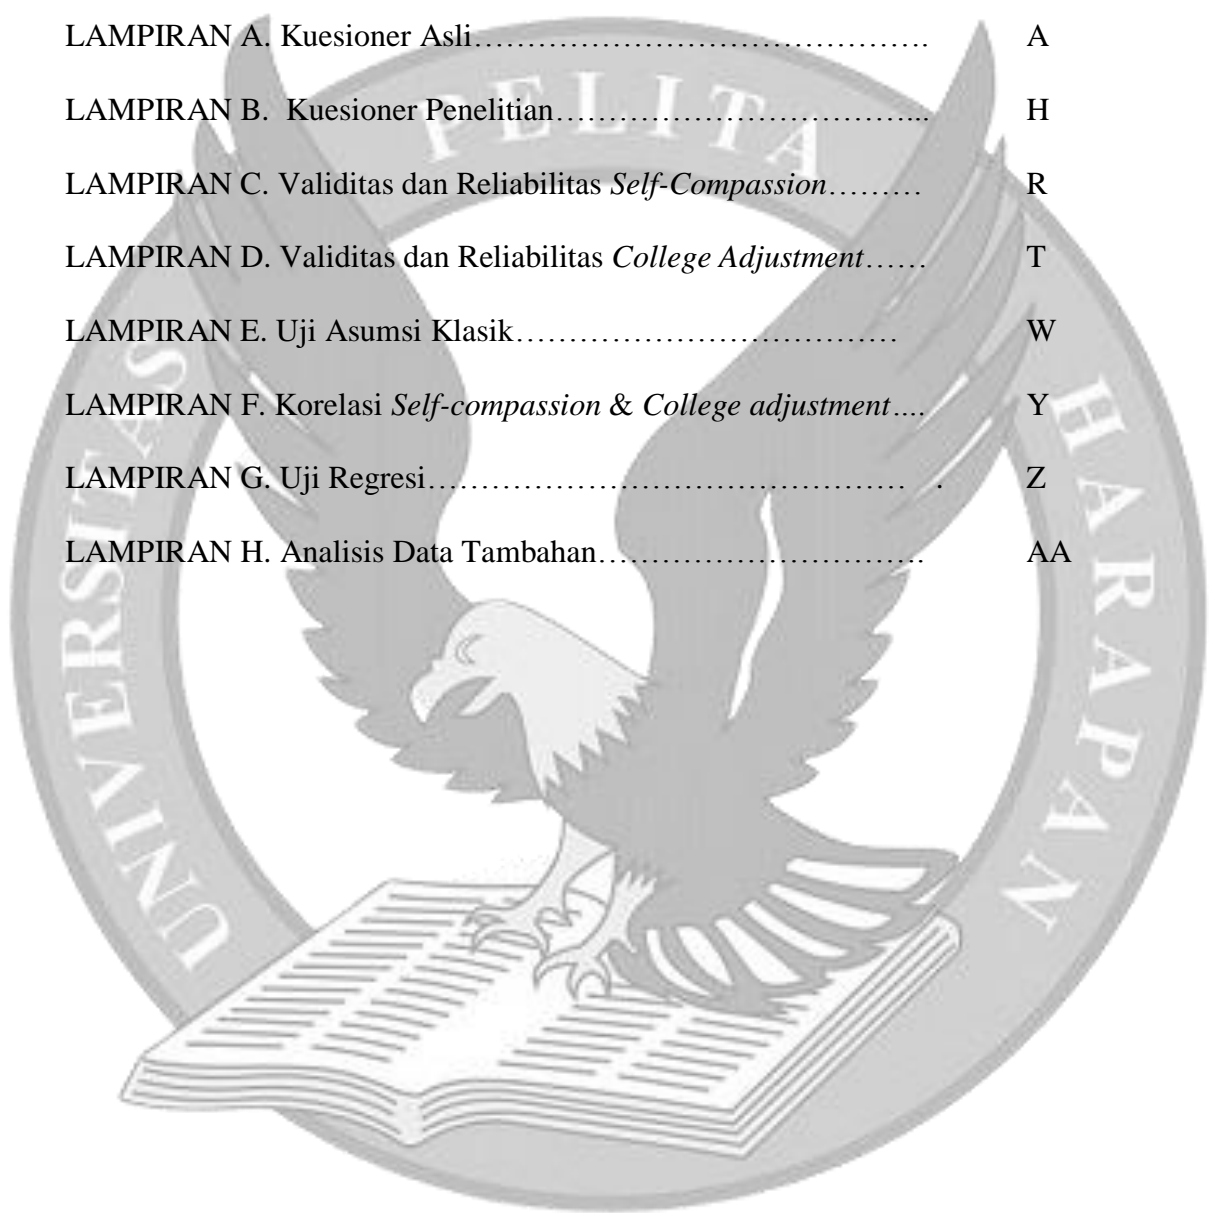 LAMPIRAN A. Kuesioner Asli……………………………………. A
LAMPIRAN B.  Kuesioner Penelitian……………………………... H
LAMPIRAN C. Validitas dan Reliabilitas Self-Compassion……… R
LAMPIRAN D. Validitas dan Reliabilitas College Adjustment…… T
LAMPIRAN E. Uji Asumsi Klasik……………………………… W
LAMPIRAN F. Korelasi Self-compassion & College adjustment…. Y
LAMPIRAN G. Uji Regresi……………………………………… . Z
LAMPIRAN H. Analisis Data Tambahan…………………………. AA
UNIVERSITAS PELITA HARAPAN